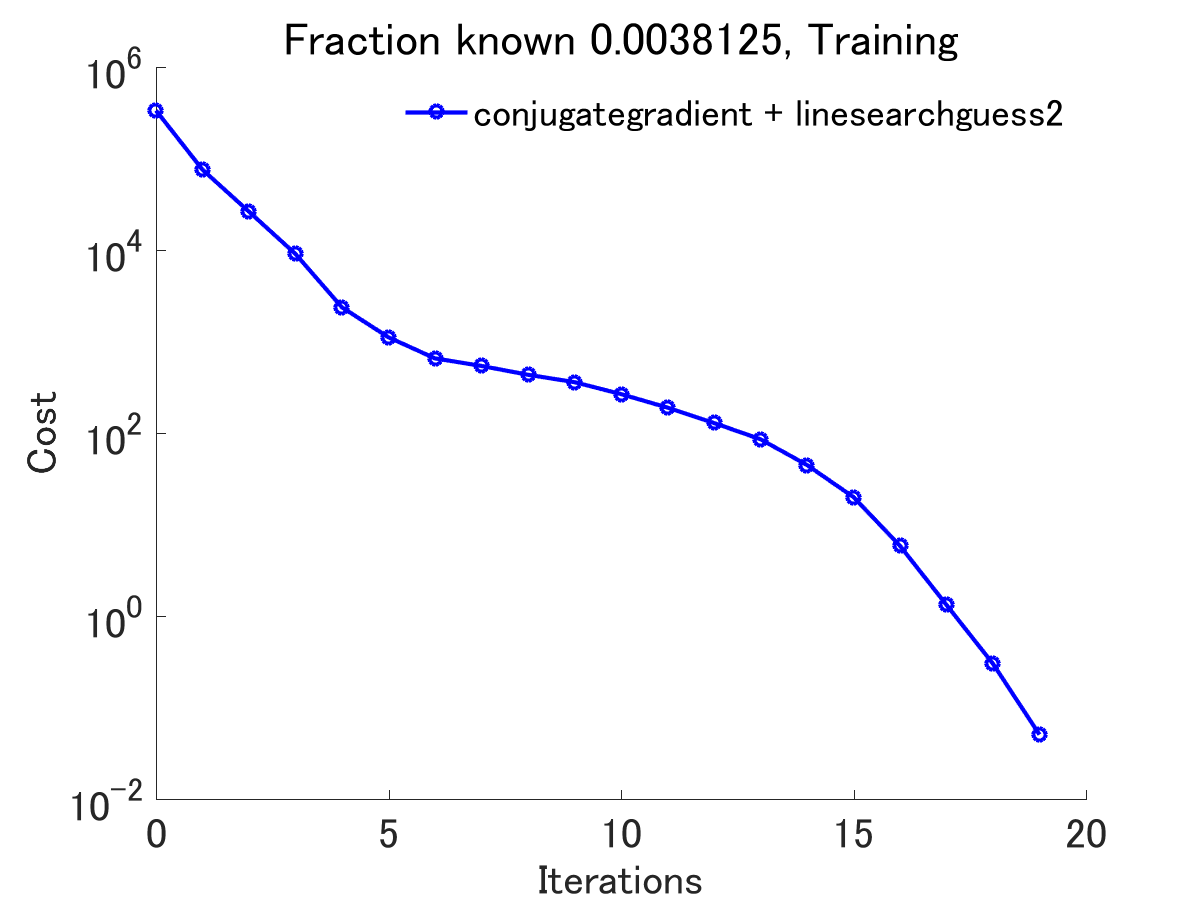 Fraction known 0.0038125, Training
conjugategradient + linesearchguess2
10^6
10^4
10^2
10^0
10^-2
Cost
0 5 10 15 20
Iterations